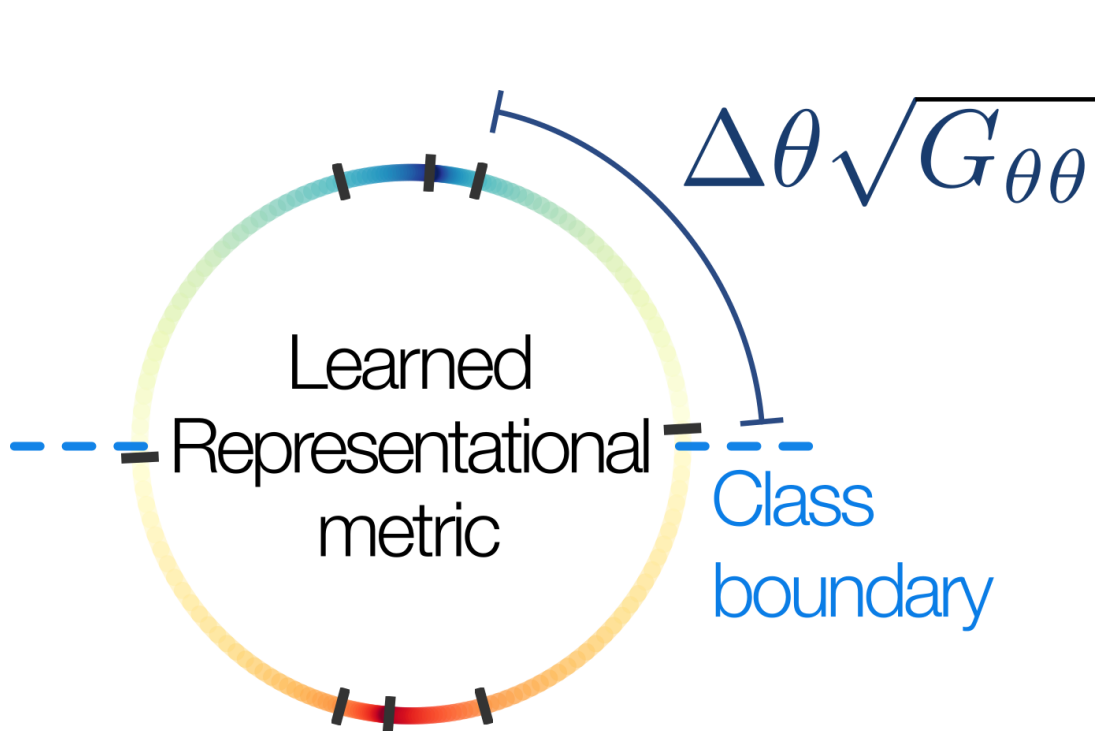 Δθ√G_θθ
Learned
Representational
metric
Class
boundary